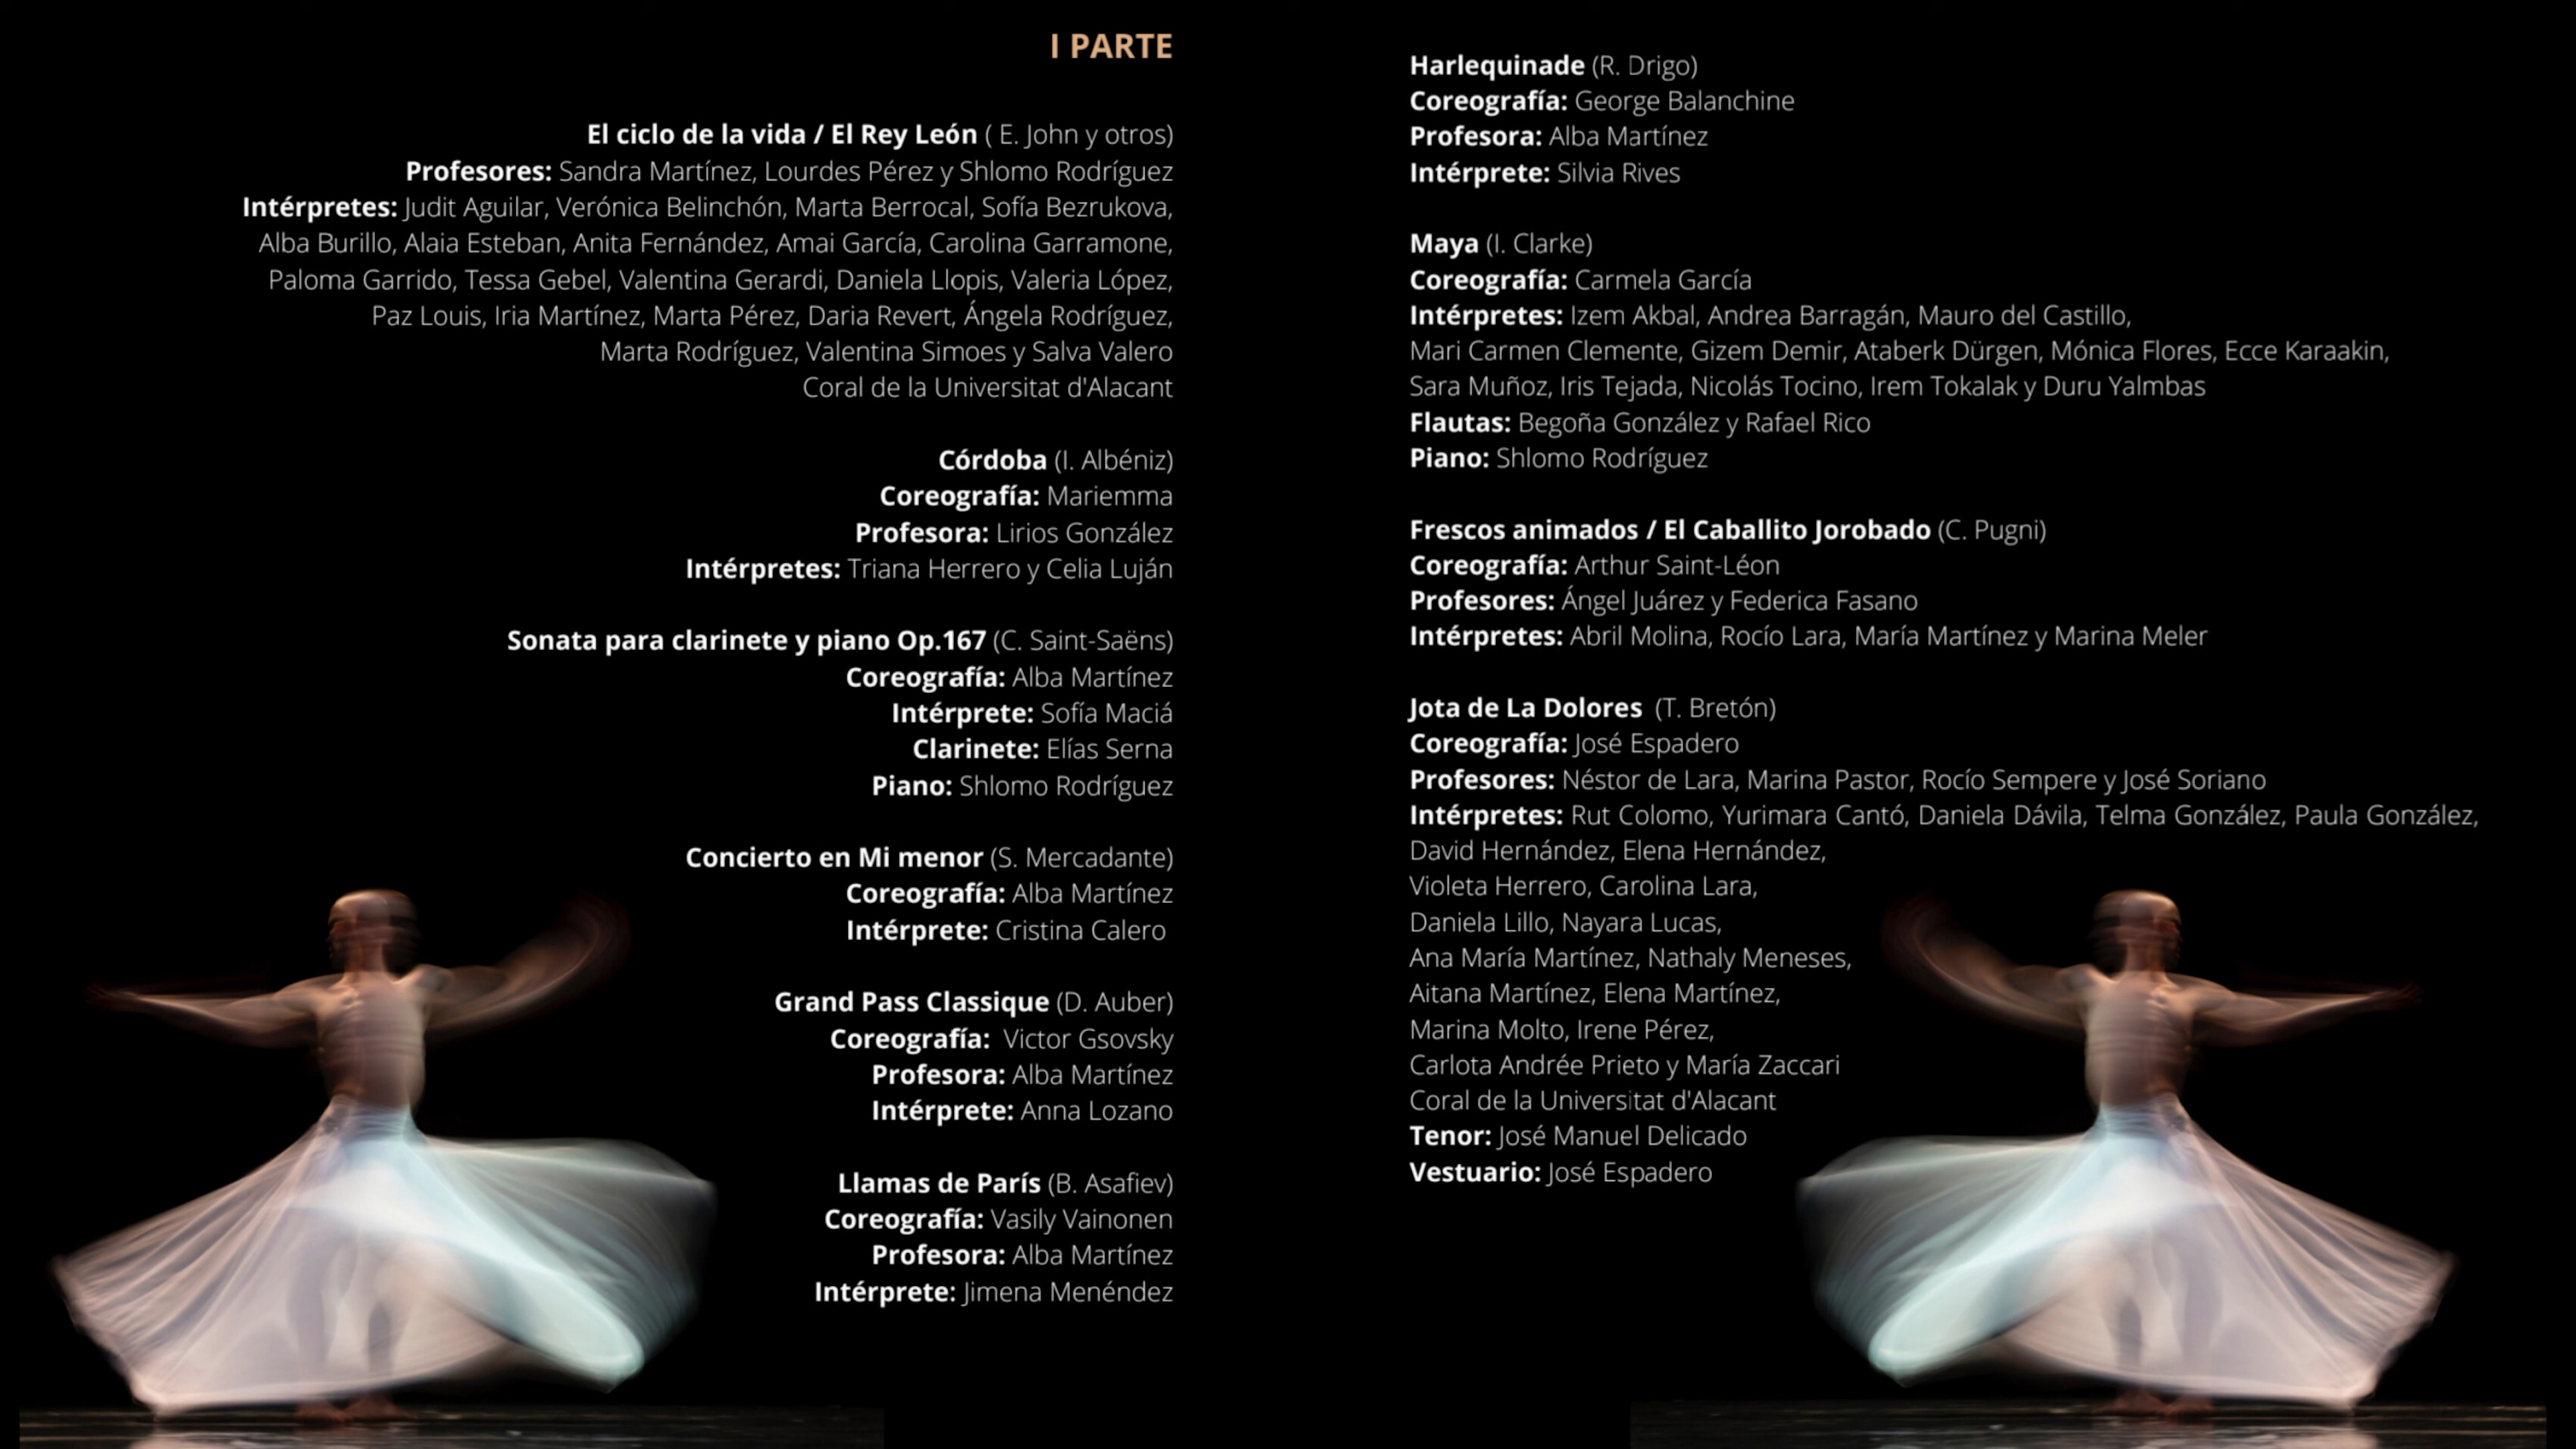 I PARTE
El ciclo de la vida / El Rey León ( E. John y otros)
Profesores: Sandra Martínez, Lourdes Pérez y Shlomo Rodríguez
Intérpretes: Judit Aguilar, Verónica Belinchón, Marta Berrocal, Sofía Bezrukova,
Alba Burillo, Alaia Esteban, Anita Fernández, Amai García, Carolina Garramone,
Paloma Garrido, Tessa Gebel, Valentina Gerardi, Daniela Llopis, Valeria López,
Paz Louis, Iria Martínez, Marta Pérez, Daria Revert, Ángela Rodríguez,
Marta Rodríguez, Valentina Simoes y Salva Valero
Coral de la Universitat d'Alacant
Córdoba (I. Albéniz)
Coreografía: Mariemma
Profesora: Lirios González
Intérpretes: Triana Herrero y Celia Luján
Sonata para clarinete y piano Op.167 (C. Saint-Saëns)
Coreografía: Alba Martínez
Intérprete: Sofía Maciá
Clarinete: Elías Serna
Piano: Shlomo Rodríguez
Concierto en Mi menor (S. Mercadante)
Coreografía: Alba Martínez
Intérprete: Cristina Calero
Grand Pass Classique (D. Auber)
Coreografía: Victor Gsovsky
Profesora: Alba Martínez
Intérprete: Anna Lozano
Llamas de París (B. Asafiev)
Coreografía: Vasily Vainonen
Profesora: Alba Martínez
Intérprete: Jimena Menéndez
Harlequinade (R. Drigo)
Coreografía: George Balanchine
Profesora: Alba Martínez
Intérprete: Silvia Rives
Maya (I. Clarke)
Coreografía: Carmela García
Intérpretes: Izem Akbal, Andrea Barragán, Mauro del Castillo,
Mari Carmen Clemente, Gizem Demir, Ataberk Dürgen, Mónica Flores, Ecce Karaakin,
Sara Muñoz, Iris Tejada, Nicolás Tocino, Irem Tokalak y Duru Yalmbas
Flautas: Begoña González y Rafael Rico
Piano: Shlomo Rodríguez
Frescos animados / El Caballito Jorobado (C. Pugni)
Coreografía: Arthur Saint-Léon
Profesores: Ángel Juárez y Federica Fasano
Intérpretes: Abril Molina, Rocío Lara, María Martínez y Marina Meler
Jota de La Dolores (T. Bretón)
Coreografía: José Espadero
Profesores: Néstor de Lara, Marina Pastor, Rocío Sempere y José Soriano
Intérpretes: Rut Colomo, Yurimara Cantó, Daniela Dávila, Telma González, Paula González,
David Hernández, Elena Hernández,
Violeta Herrero, Carolina Lara,
Daniela Lillo, Nayara Lucas,
Ana María Martínez, Nathaly Meneses,
Aitana Martínez, Elena Martínez,
Marina Molto, Irene Pérez,
Carlota Andrée Prieto y María Zaccari
Coral de la Universitat d'Alacant
Tenor: José Manuel Delicado
Vestuario: José Espadero